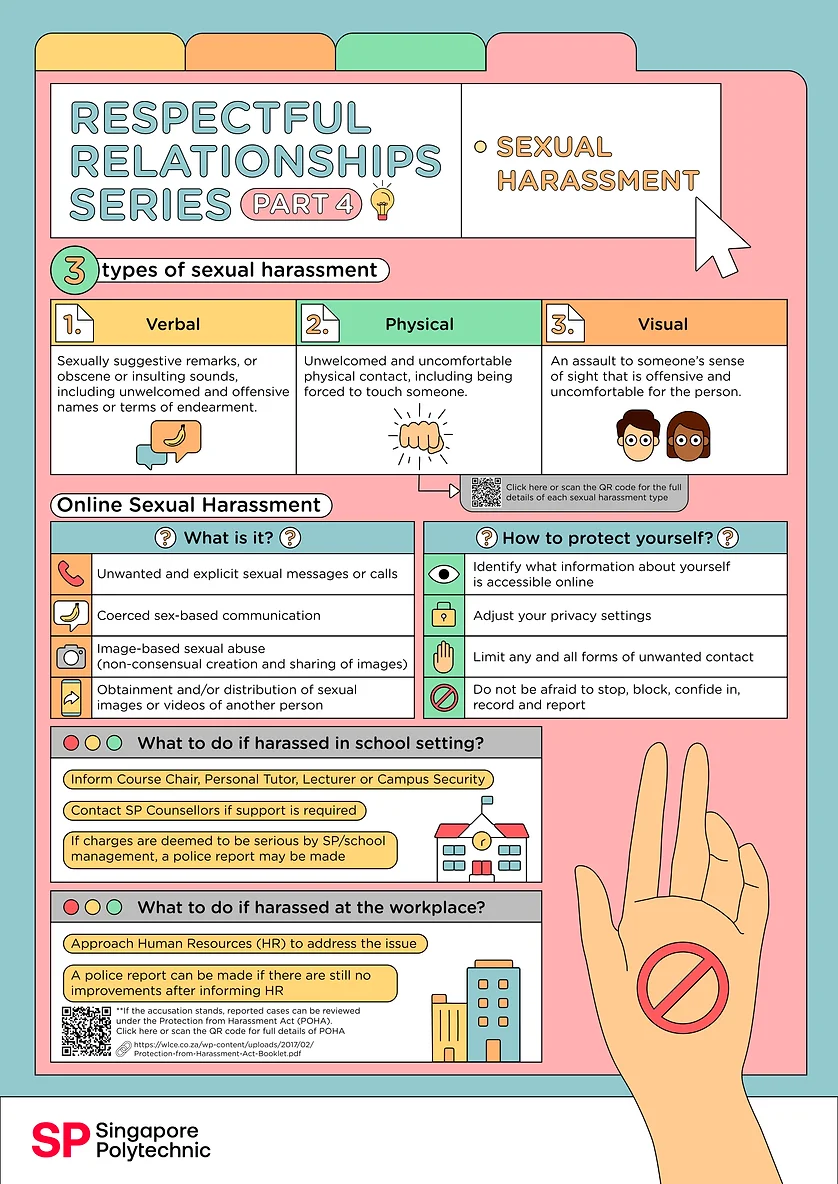 RESPECTFUL
RELATIONSHIPS
SERIES PART 4
SEXUAL
HARASSMENT
3 types of sexual harassment
1. Verbal
Sexually suggestive remarks, or
obscene or insulting sounds,
including unwelcomed and offensive
names or terms of endearment.
2. Physical
Unwelcomed and uncomfortable
physical contact, including being
forced to touch someone.
3. Visual
An assault to someone's sense
of sight that is offensive and
uncomfortable for the person.
Click here or scan the QR code for the full
details of each sexual harassment type
Online Sexual Harassment
? What is it? ?
Unwanted and explicit sexual messages or calls
Coerced sex-based communication
Image-based sexual abuse
(non-consensual creation and sharing of images)
Obtainment and/or distribution of sexual
images or videos of another person
? How to protect yourself? ?
Identify what information about yourself
is accessible online
Adjust your privacy settings
Limit any and all forms of unwanted contact
Do not be afraid to stop, block, confide in,
record and report
What to do if harassed in school setting?
Inform Course Chair, Personal Tutor, Lecturer or Campus Security
Contact SP Counsellors if support is required
If charges are deemed to be serious by SP/school
management, a police report may be made
What to do if harassed at the workplace?
Approach Human Resources (HR) to address the issue
A police report can be made if there are still no
improvements after informing HR
**If the accusation stands, reported cases can be reviewed
under the Protection from Harassment Act (POHA).
Click here or scan the QR code for full details of POHA
https://wlce.co.za/wp-content/uploads/2017/02/
Protection-from-Harassment-Act-Booklet.pdf
SP Singapore
Polytechnic